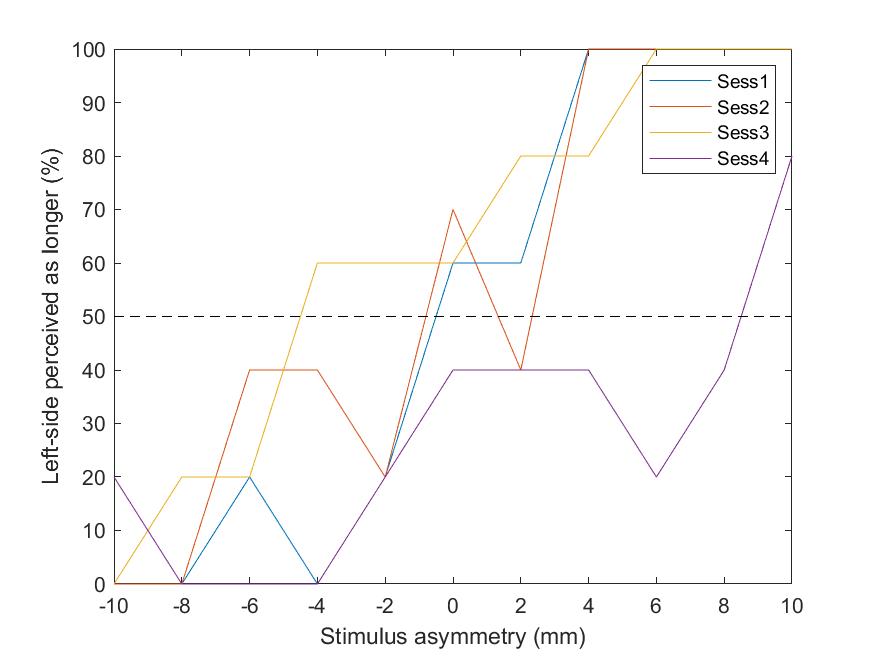 100
90
80
70
60
50
40
30
20
10
0
-10 -8 -6 -4 -2 0 2 4 6 8 10
Left-side perceived as longer (%)
Stimulus asymmetry (mm)
Sess1
Sess2
Sess3
Sess4